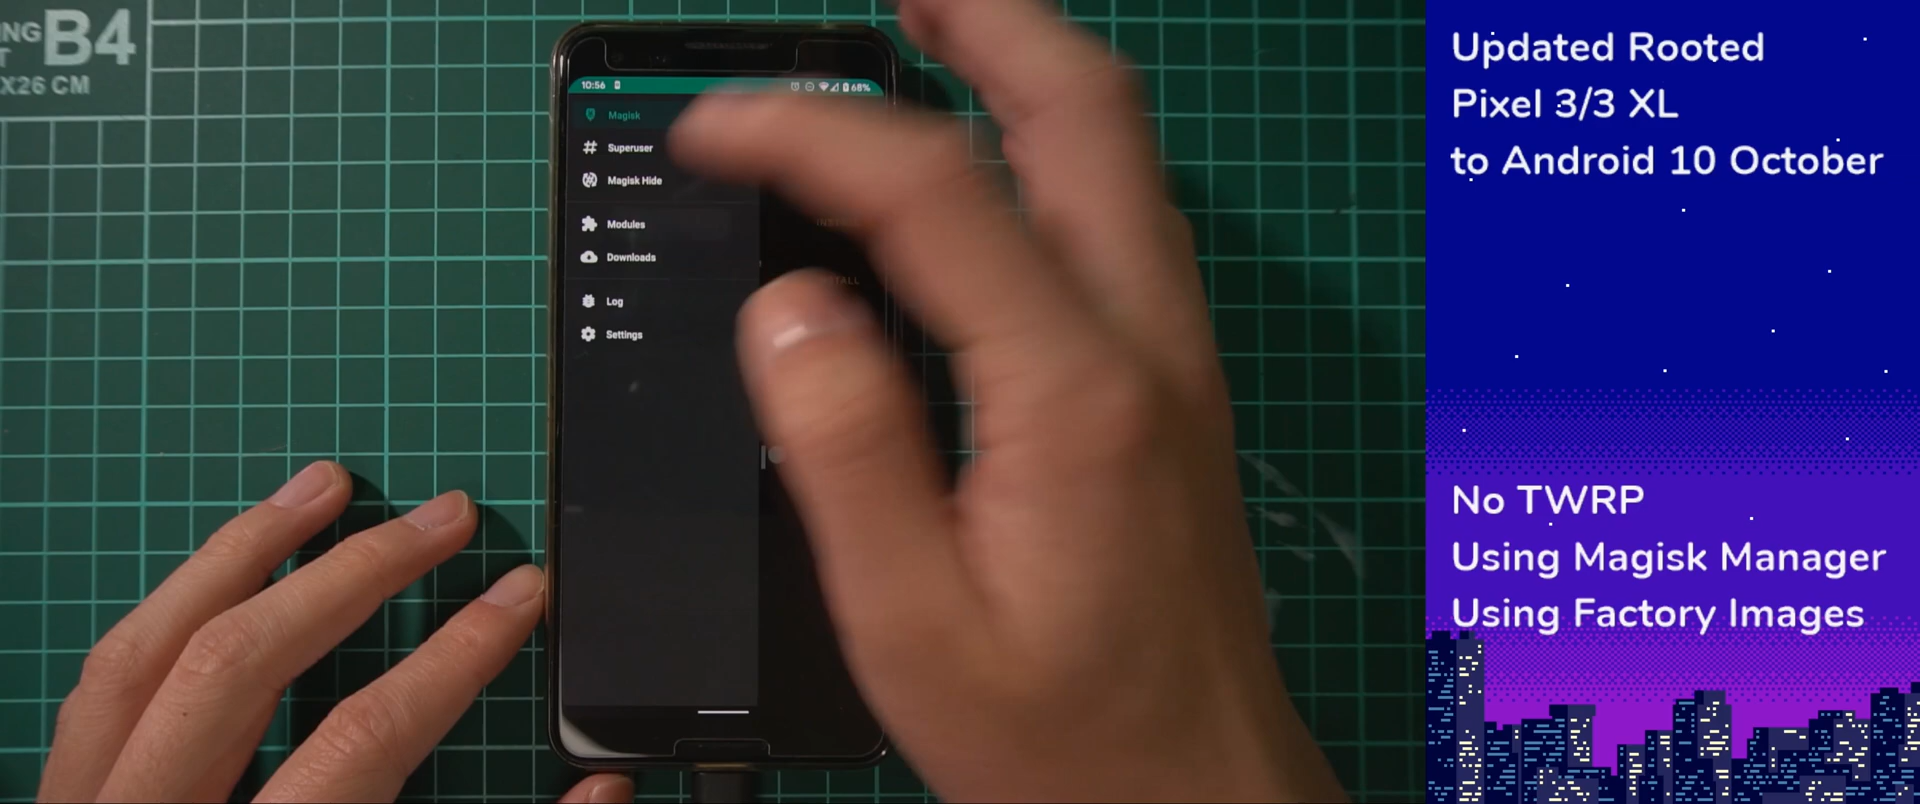 B4
X26 CM
10:56
68%
Magisk
Superuser
Magisk Hide
Modules
Downloads
Log
Settings
Updated Rooted
Pixel 3/3 XL
to Android 10 October
No TWRP
Using Magisk Manager
Using Factory Images